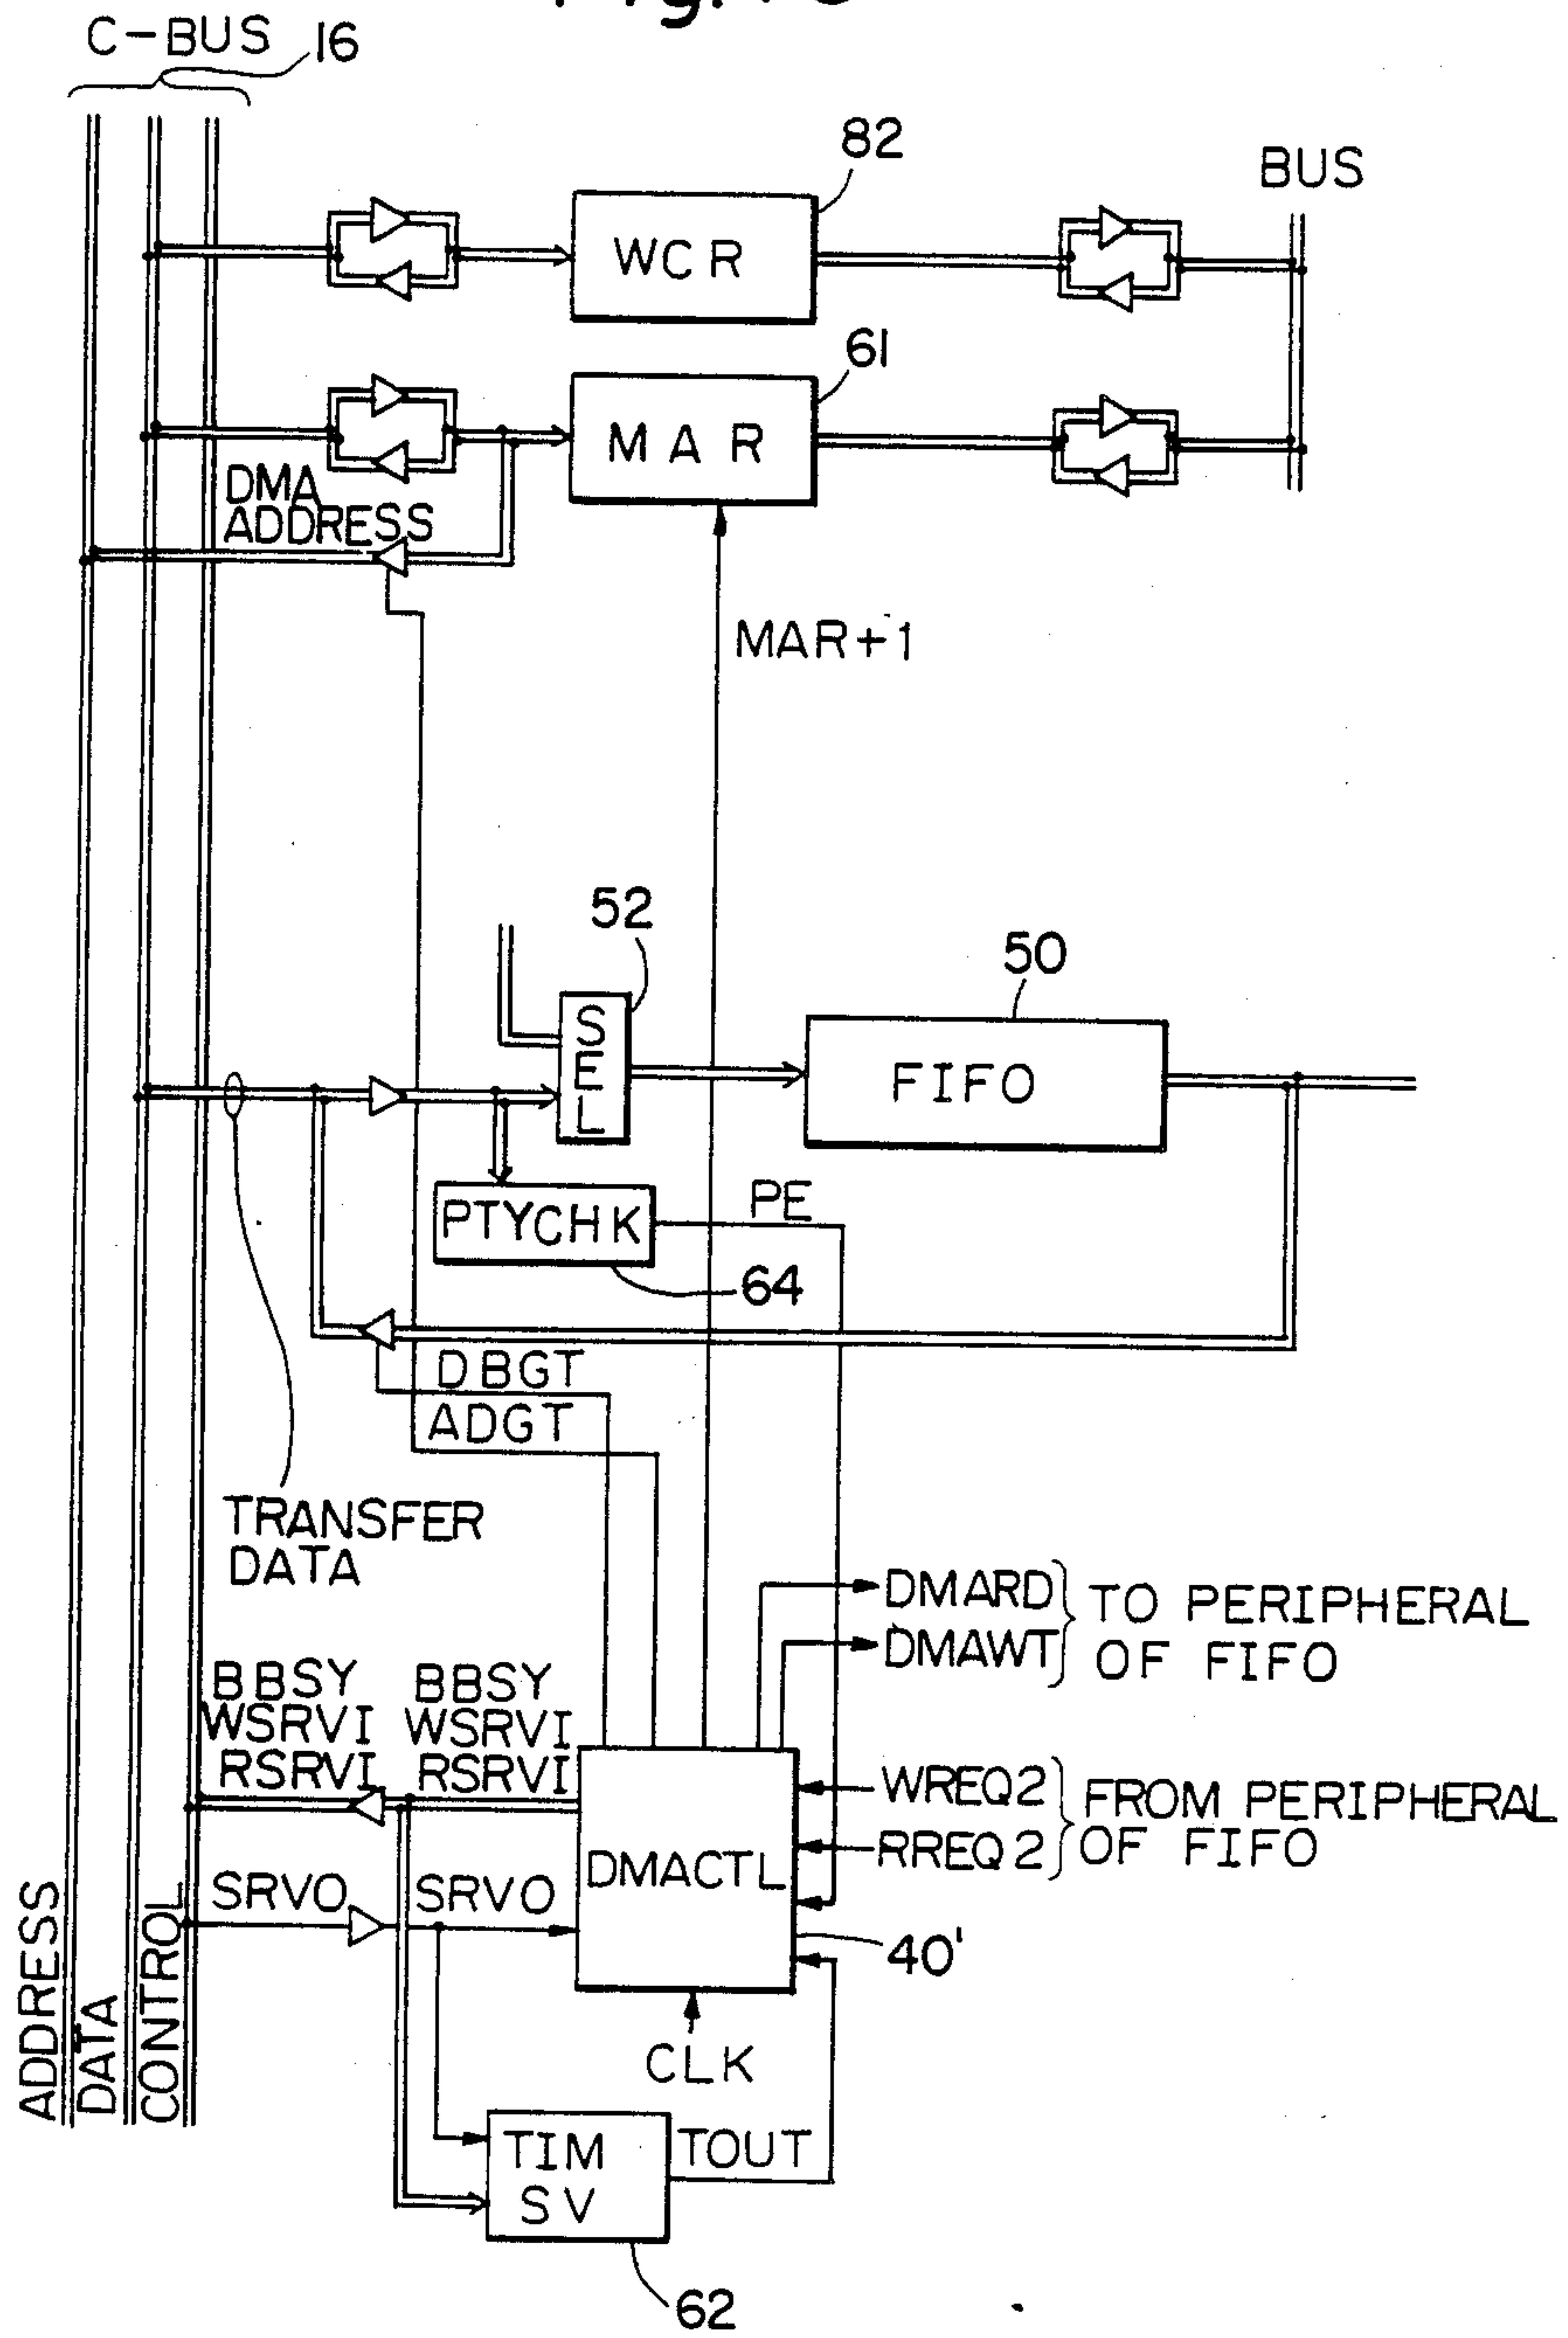 C-BUS 16
82
BUS
WCR
61
MAR
DMA
ADDRESS
MAR+1
52
50
SEL
FIFO
PTYCHK
PE
64
DBGT
ADGT
TRANSFER
DATA
DMARD
DMAWT
TO PERIPHERAL
OF FIFO
BBSY
WSRVI
RSRVI
BBSY
WSRVI
RSRVI
WREQ2
RREQ2
FROM PERIPHERAL
OF FIFO
DMACTL
SRVO
SRVO
40'
CLK
ADDRESS
DATA
CONTROL
TIM
SV
TOUT
62